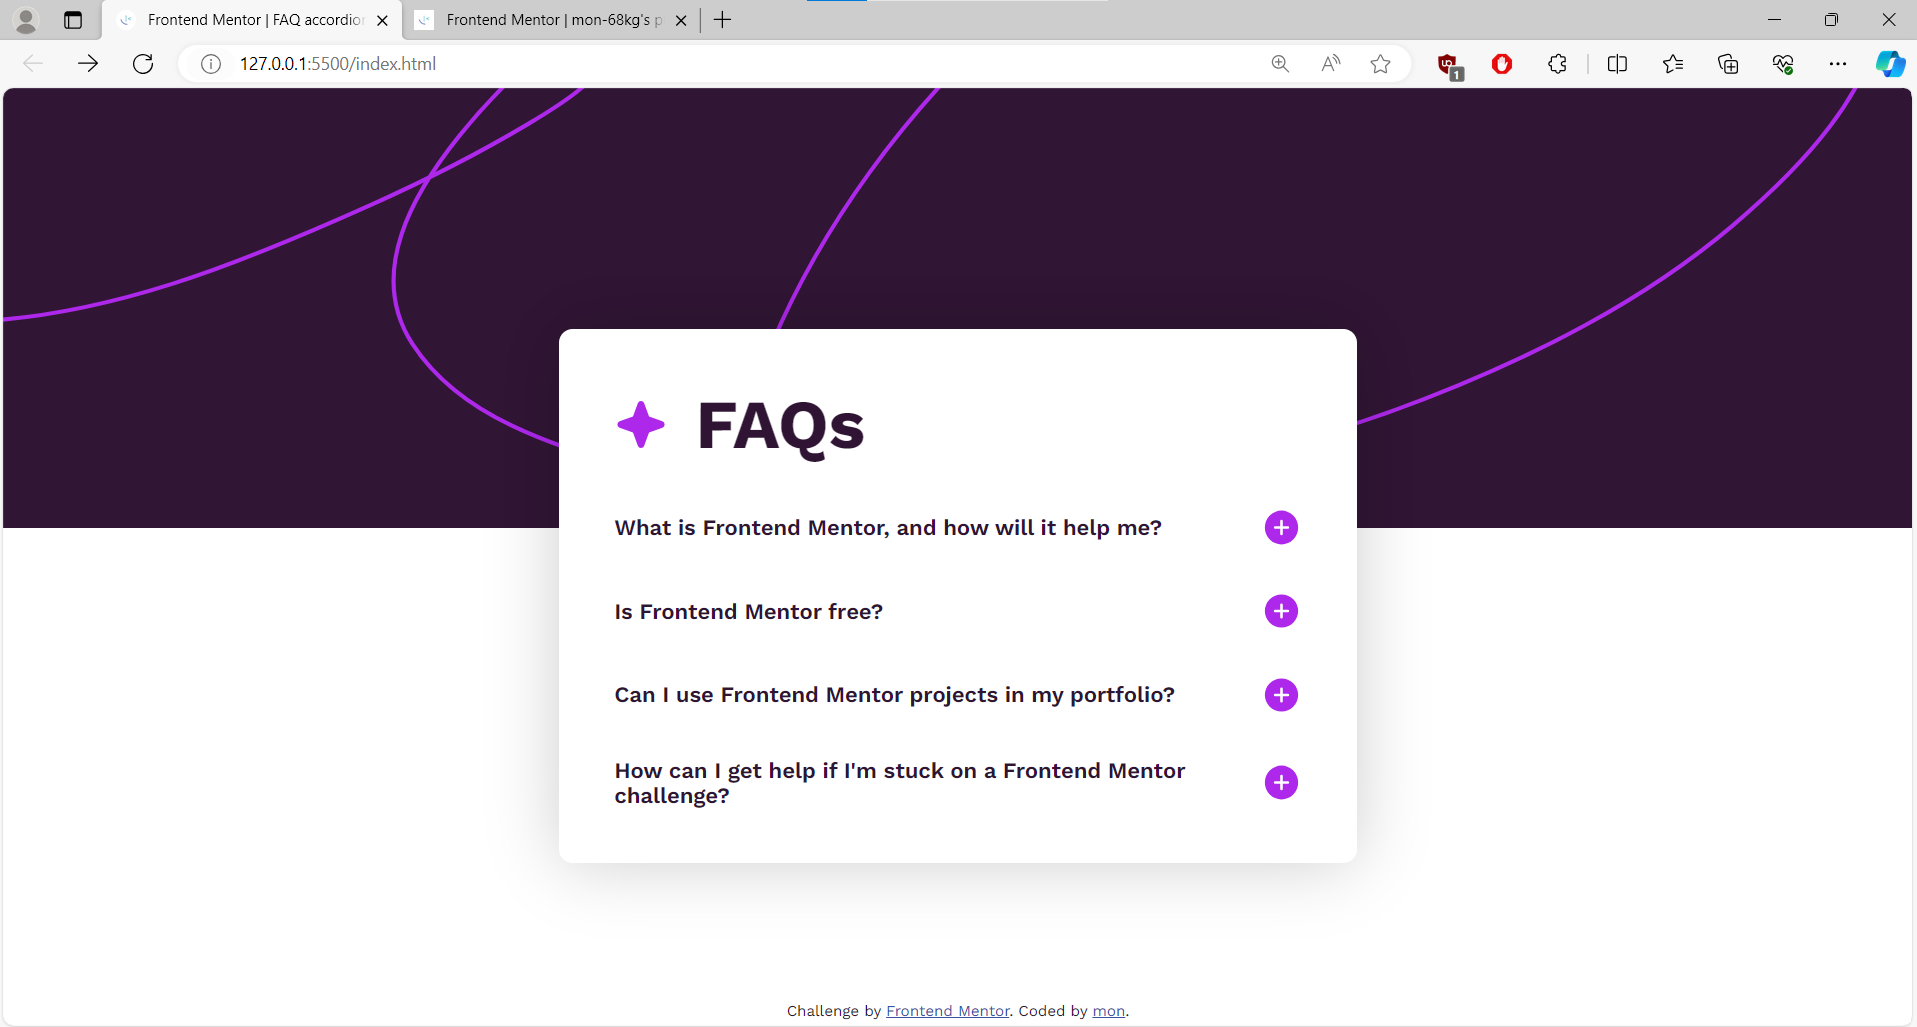 Frontend Mentor | FAQ accordion
Frontend Mentor | mon-68kg's p
127.0.0.1:5500/index.html
1
FAQs
What is Frontend Mentor, and how will it help me?
Is Frontend Mentor free?
Can I use Frontend Mentor projects in my portfolio?
How can I get help if I'm stuck on a Frontend Mentor
challenge?
Challenge by Frontend Mentor. Coded by mon.